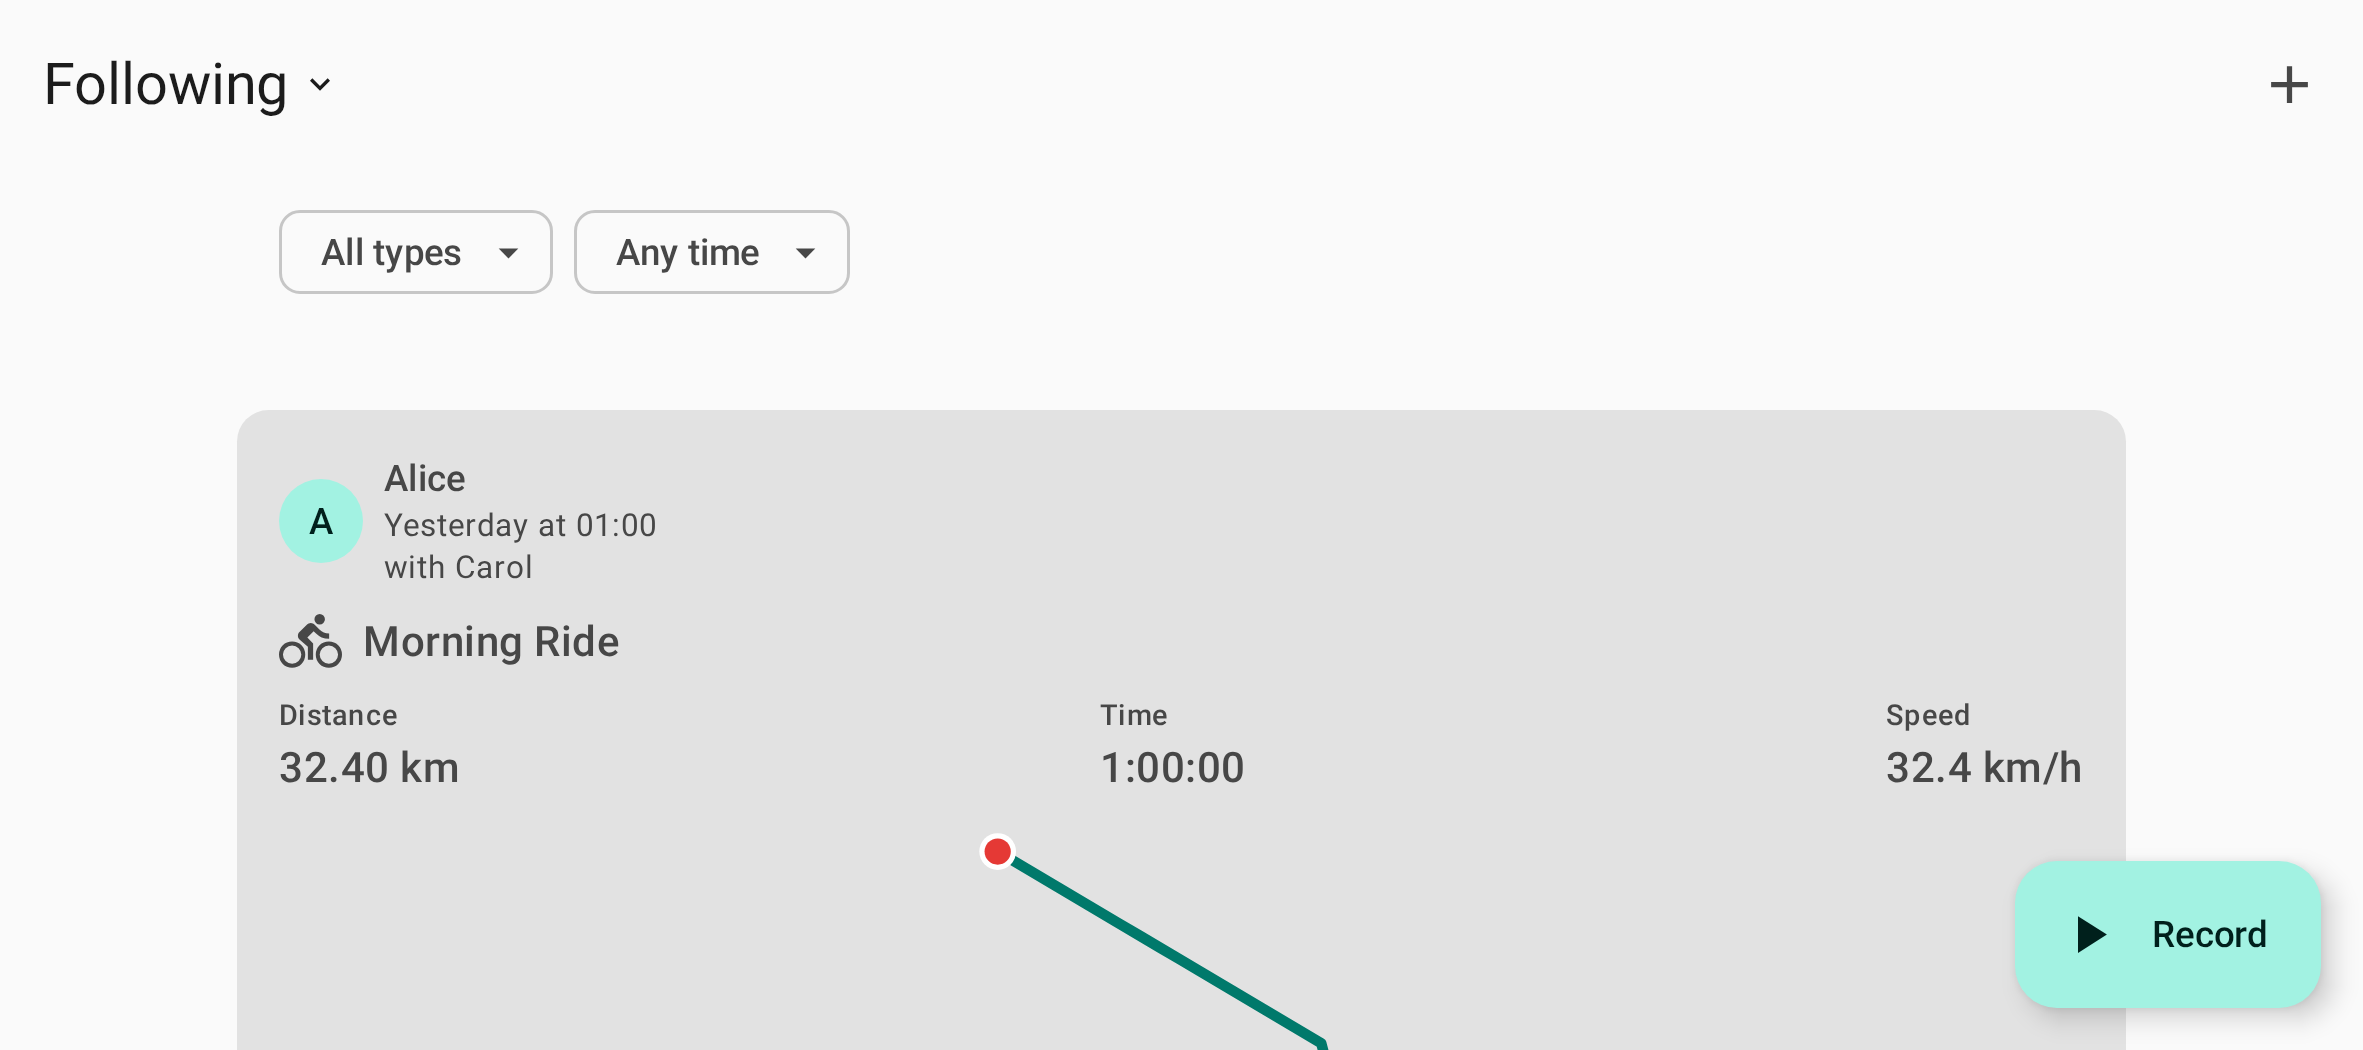 Following
All types
Any time
A
Alice
Yesterday at 01:00
with Carol
Morning Ride
Distance
Time
Speed
32.40 km
1:00:00
32.4 km/h
Record